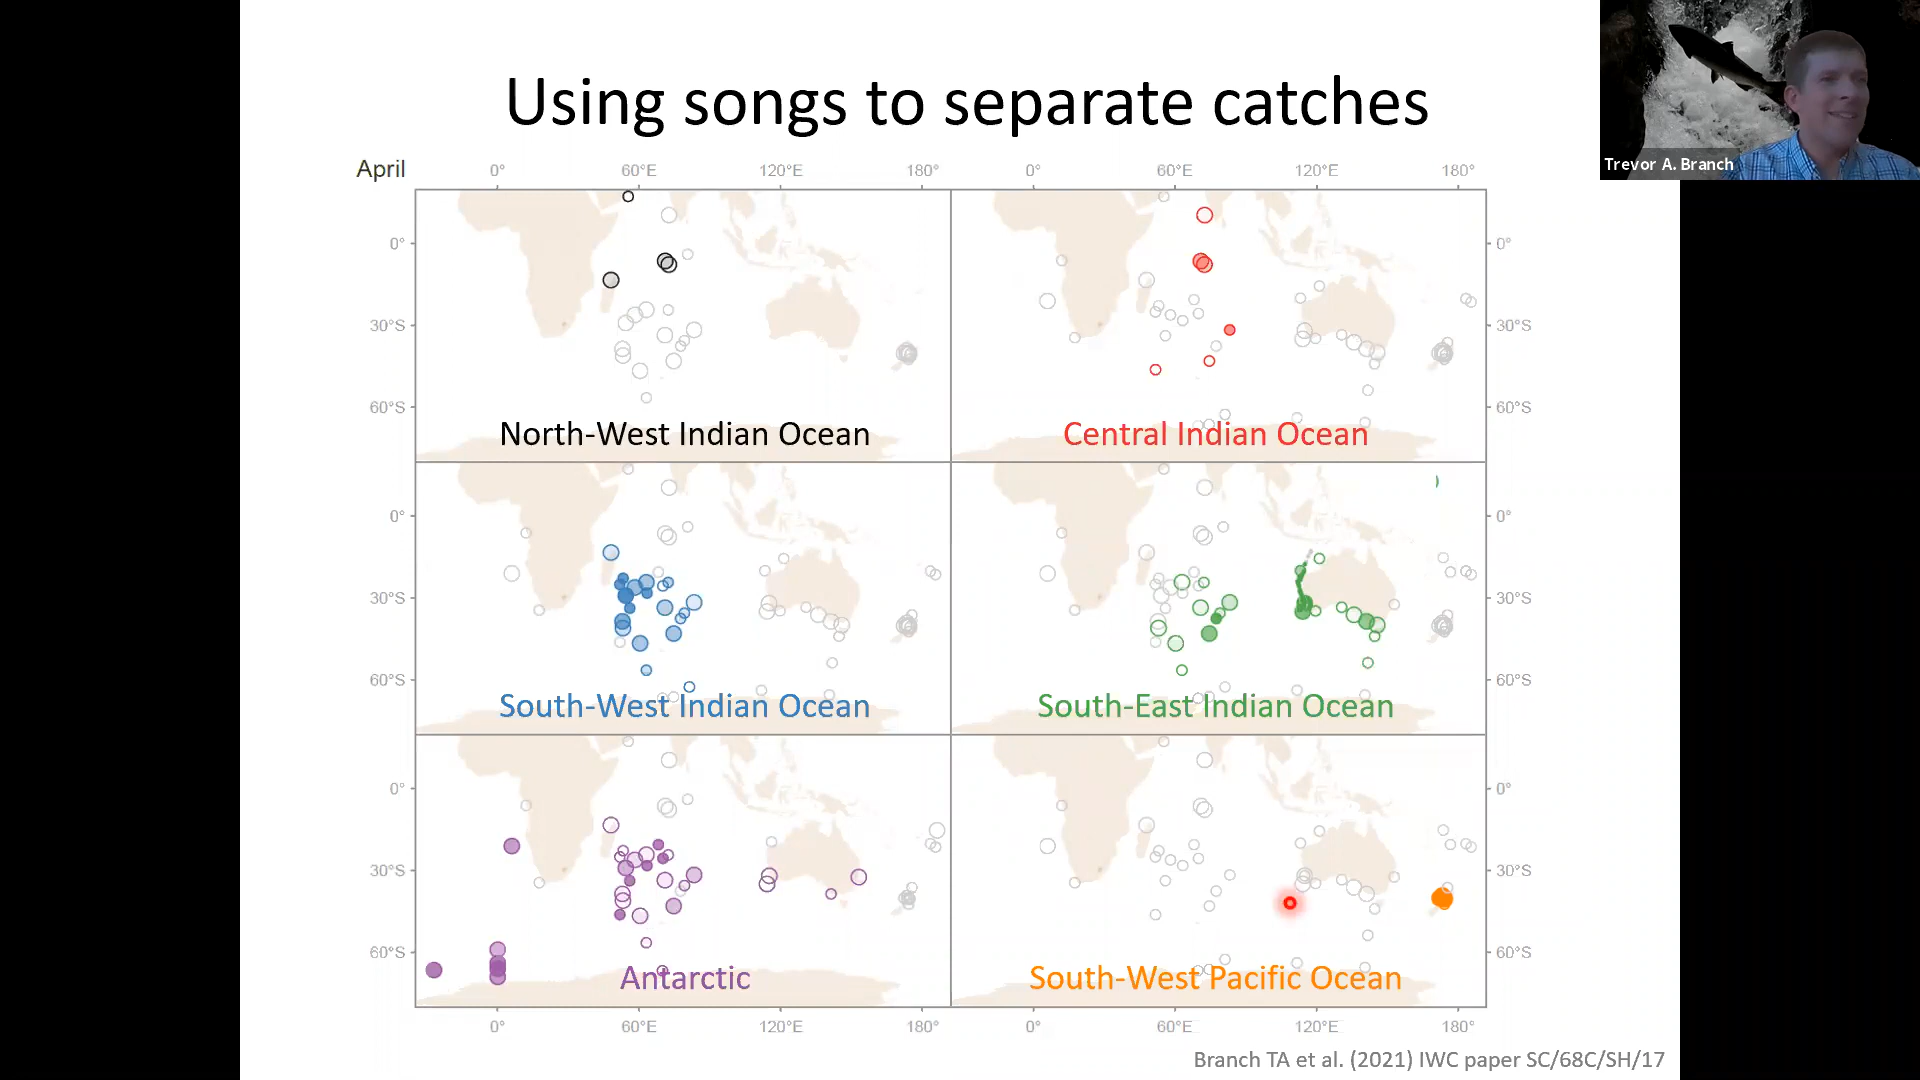 Using songs to separate catches
Trevor A. Branch
April
0° 60°E 120°E 180° 0° 60°E 120°E 180°
0° 0°
30°S 30°S
60°S 60°S
North-West Indian Ocean Central Indian Ocean
0° 0°
30°S 30°S
60°S 60°S
South-West Indian Ocean South-East Indian Ocean
0° 0°
30°S 30°S
60°S 60°S
Antarctic South-West Pacific Ocean
0° 60°E 120°E 180° 0° 60°E 120°E 180°
Branch TA et al. (2021) IWC paper SC/68C/SH/17